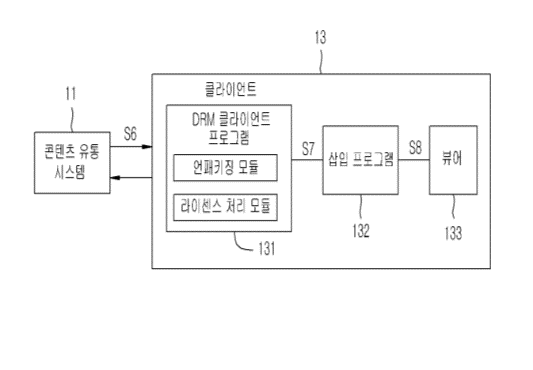 13
클라이언트
11
DRM 클라이언트
프로그램
S6
콘텐츠 유통
시스템
언패키징 모듈
S7
삽입 프로그램
S8
뷰어
라이센스 처리 모듈
131
132
133